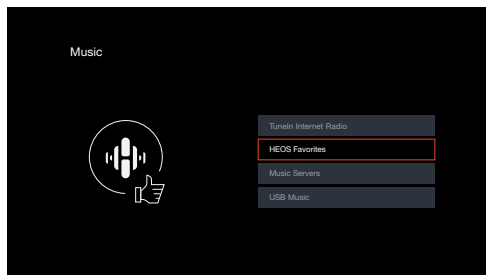 Music
TuneIn Internet Radio
HEOS Favorites
Music Servers
USB Music